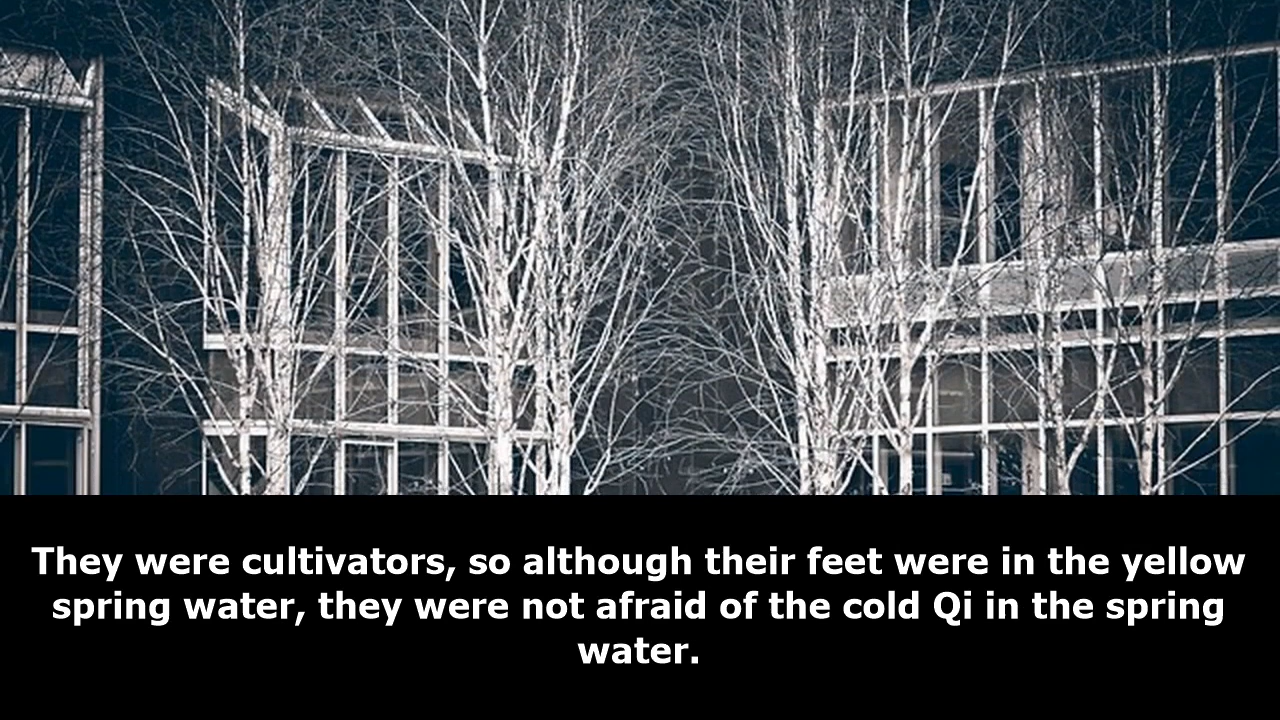 They were cultivators, so although their feet were in the yellow
spring water, they were not afraid of the cold Qi in the spring
water.